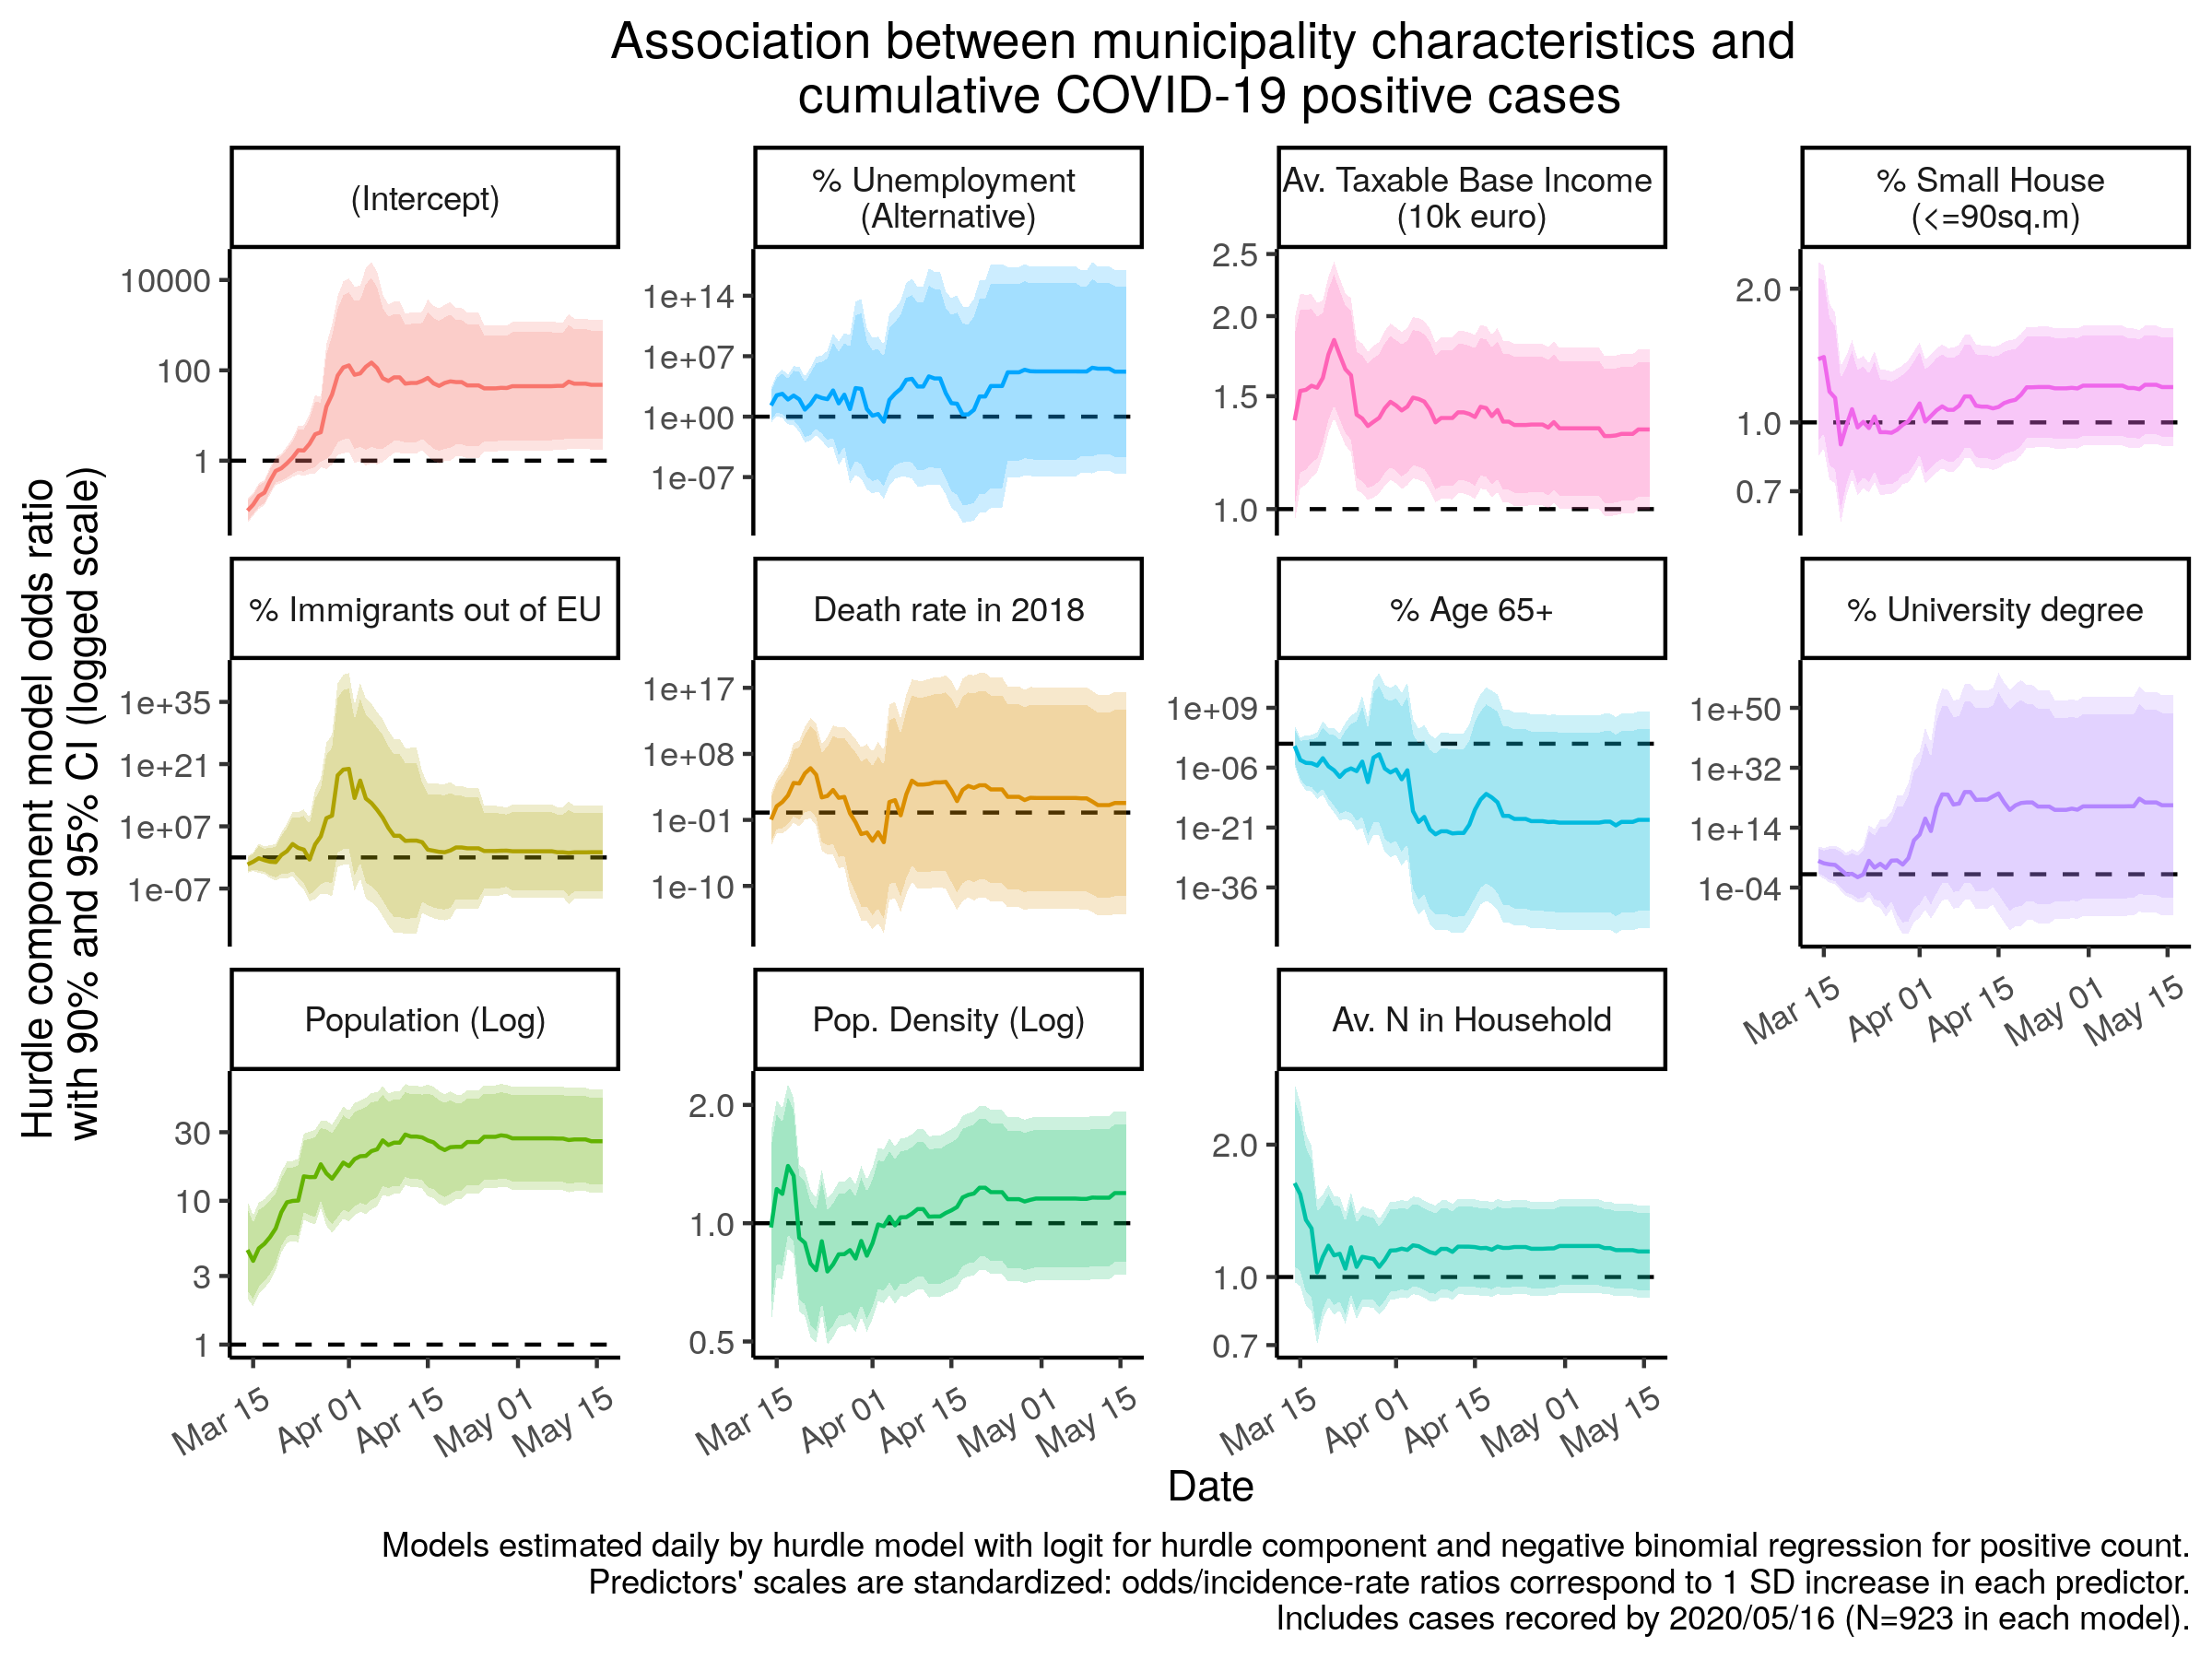 Association between municipality characteristics and
cumulative COVID-19 positive cases
Hurdle component model odds ratio
with 90% and 95% CI (logged scale)
(Intercept)
10000
100
1
% Unemployment
(Alternative)
1e+14
1e+07
1e+00
1e-07
Av. Taxable Base Income
(10k euro)
2.5
2.0
1.5
1.0
% Small House
(<=90sq.m)
2.0
1.0
0.7
% Immigrants out of EU
1e+35
1e+21
1e+07
1e-07
Death rate in 2018
1e+17
1e+08
1e-01
1e-10
% Age 65+
1e+09
1e-06
1e-21
1e-36
% University degree
1e+50
1e+32
1e+14
1e-04
Mar 15 Apr 01 Apr 15 May 01 May 15
Population (Log)
30
10
3
1
Mar 15 Apr 01 Apr 15 May 01 May 15
Pop. Density (Log)
2.0
1.0
0.5
Mar 15 Apr 01 Apr 15 May 01 May 15
Av. N in Household
2.0
1.0
0.7
Mar 15 Apr 01 Apr 15 May 01 May 15
Date
Models estimated daily by hurdle model with logit for hurdle component and negative binomial regression for positive count.
Predictors' scales are standardized: odds/incidence-rate ratios correspond to 1 SD increase in each predictor.
Includes cases recored by 2020/05/16 (N=923 in each model).